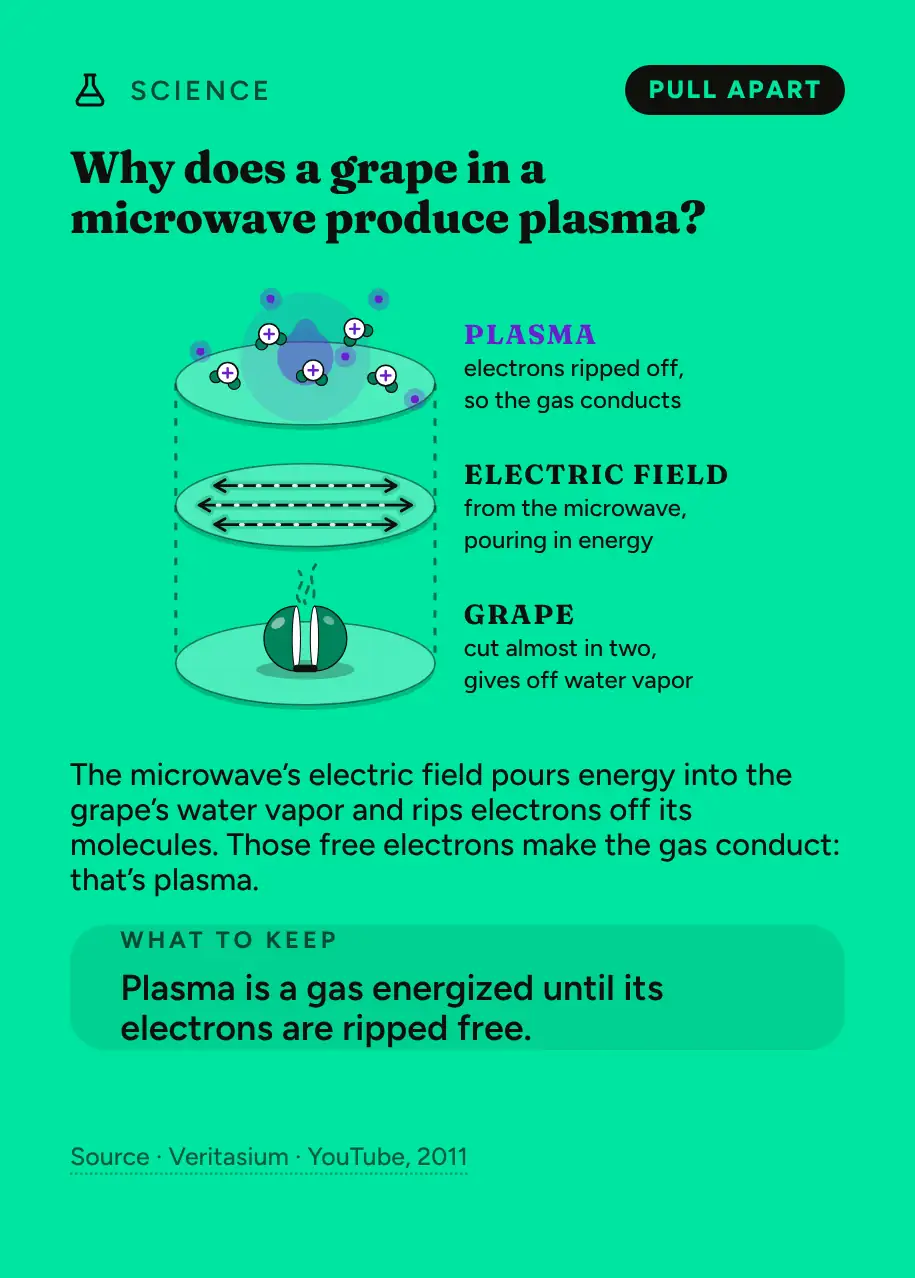 SCIENCE
PULL APART
Why does a grape in a
microwave produce plasma?
PLASMA
electrons ripped off,
so the gas conducts
ELECTRIC FIELD
from the microwave,
pouring in energy
GRAPE
cut almost in two,
gives off water vapor
The microwave’s electric field pours energy into the
grape’s water vapor and rips electrons off its
molecules. Those free electrons make the gas conduct:
that’s plasma.
WHAT TO KEEP
Plasma is a gas energized until its
electrons are ripped free.
Source · Veritasium · YouTube, 2011